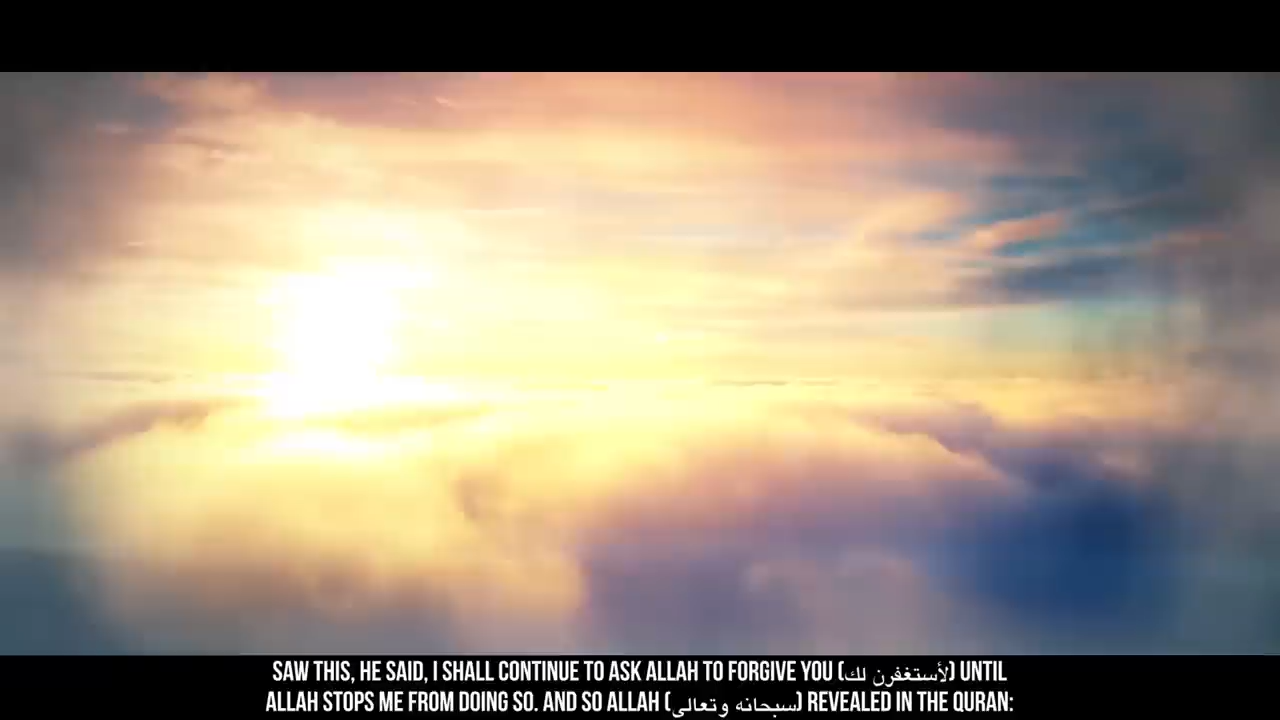 SAW THIS, HE SAID, I SHALL CONTINUE TO ASK ALLAH TO FORGIVE YOU (لأستغفرن لك) UNTIL
ALLAH STOPS ME FROM DOING SO. AND SO ALLAH (سبحانه وتعالى) REVEALED IN THE QURAN: